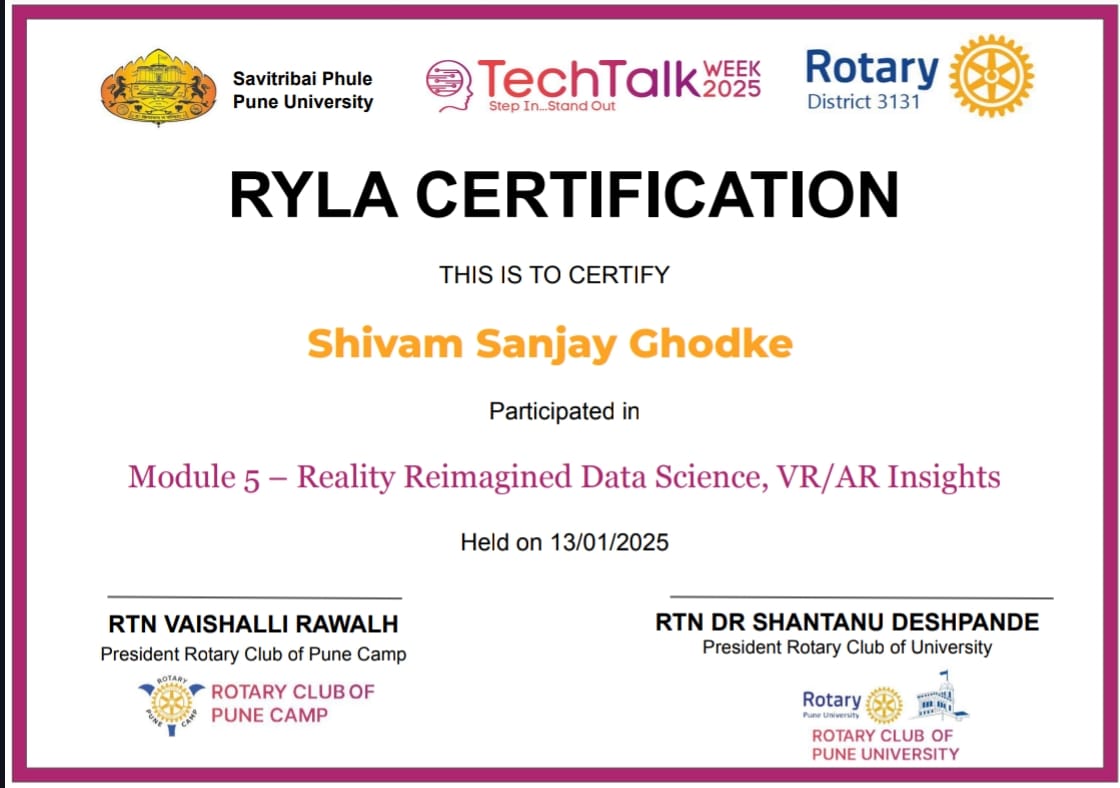 Savitribai Phule
Pune University
TechTalk WEEK 2025
Step In...Stand Out
Rotary
District 3131
RYLA CERTIFICATION
THIS IS TO CERTIFY
Shivam Sanjay Ghodke
Participated in
Module 5 – Reality Reimagined Data Science, VR/AR Insights
Held on 13/01/2025
RTN VAISHALLI RAWALH
President Rotary Club of Pune Camp
ROTARY
PUNE CAMP
ROTARY CLUB OF
PUNE CAMP
RTN DR SHANTANU DESHPANDE
President Rotary Club of University
Rotary
Pune University
ROTARY CLUB OF
PUNE UNIVERSITY